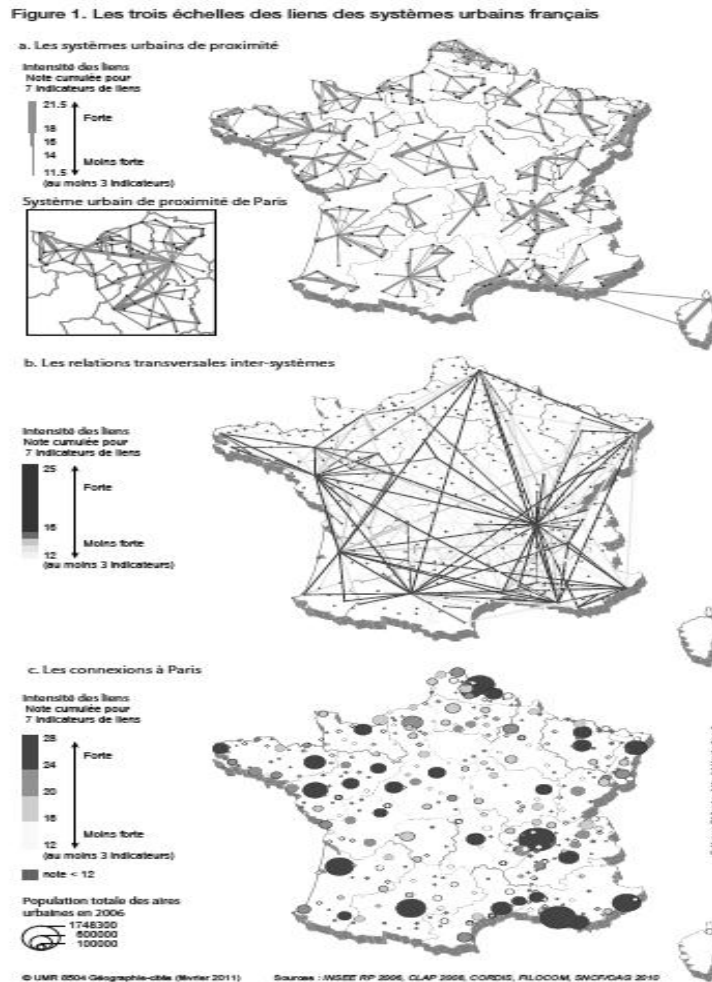 Figure 1. Les trois échelles des liens des systèmes urbains français
a. Les systèmes urbains de proximité
Intensité des liens
Note cumulée pour
7 Indicateurs de lien
21.5
Forte
18
16
14
Moins forte
11.5
(au moins 3 Indicateurs)
Système urbain de proximité de Paris
b. Les relations transversales inter-systèmes
Intensité des liens
Note cumulée pour
7 Indicateurs de liens
25
Forte
15
Moins forte
12
(au moins 3 Indicateurs)
c. Les connexions à Paris
Intensité des liens
Note cumulée pour
7 Indicateurs de lien
28
Forte
24
20
16
Moins forte
12
(au moins 3 Indicateurs)
note < 12
Population totale des aires
urbaines en 2006
1748300
600000
100000
© UMR 8504 Géographie-cités (février 2011) Sources : INSEE RP 2006, CLAP 2006, CORDIS, FILOCOM, SNCF/OAG 2010